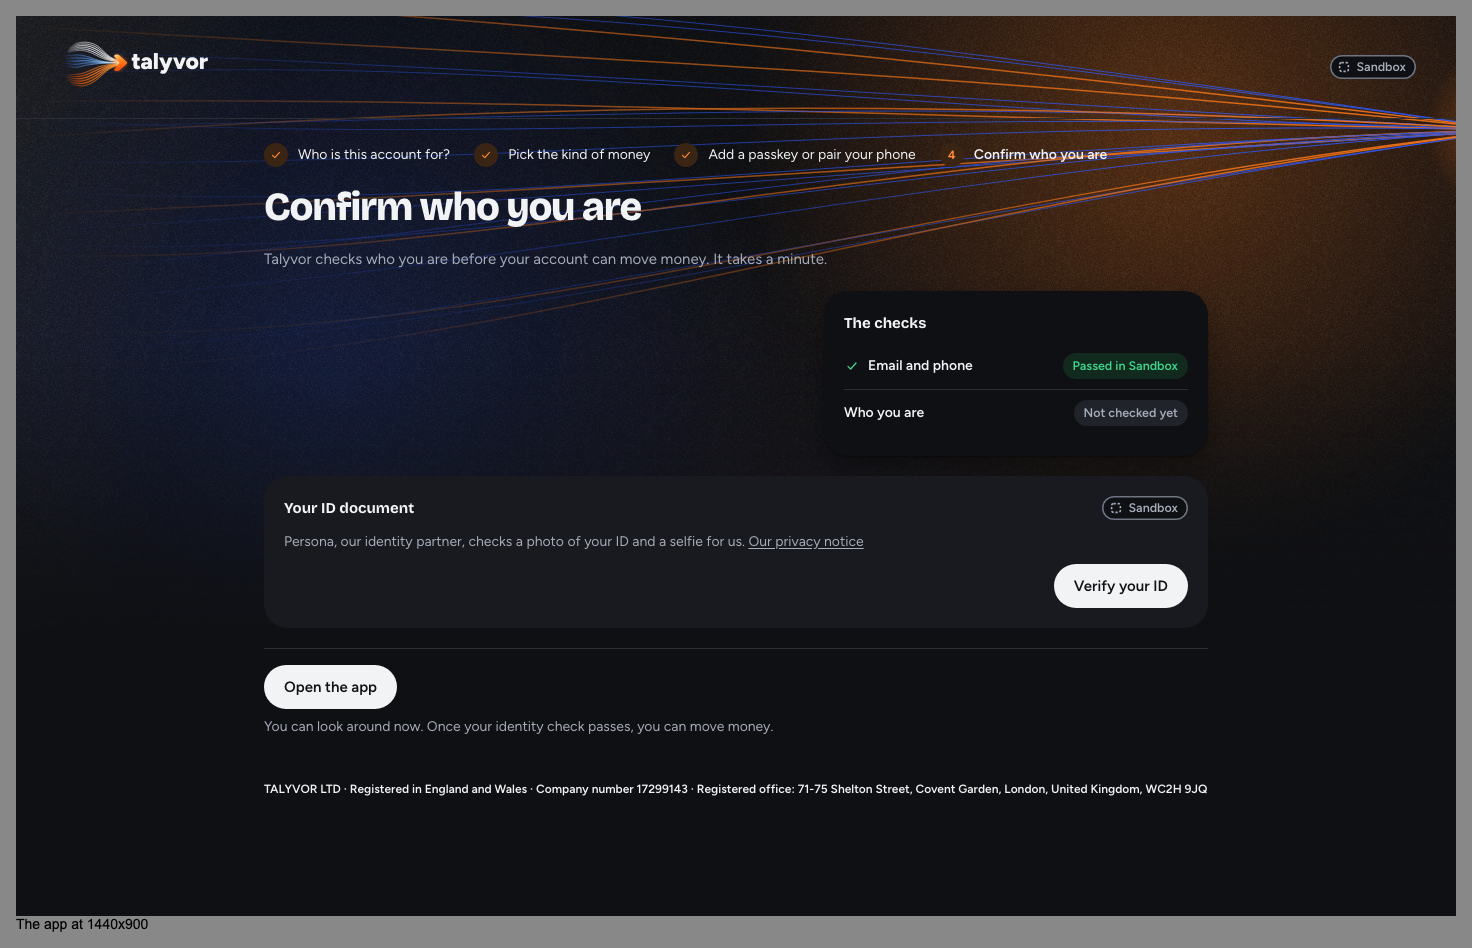 talyvor
Sandbox
Who is this account for?
Pick the kind of money
Add a passkey or pair your phone
4 Confirm who you are
Confirm who you are
Talyvor checks who you are before your account can move money. It takes a minute.
The checks
Email and phone
Passed in Sandbox
Who you are
Not checked yet
Your ID document
Sandbox
Persona, our identity partner, checks a photo of your ID and a selfie for us. Our privacy notice
Verify your ID
Open the app
You can look around now. Once your identity check passes, you can move money.
TALYVOR LTD · Registered in England and Wales · Company number 17299143 · Registered office: 71-75 Shelton Street, Covent Garden, London, United Kingdom, WC2H 9JQ
The app at 1440x900